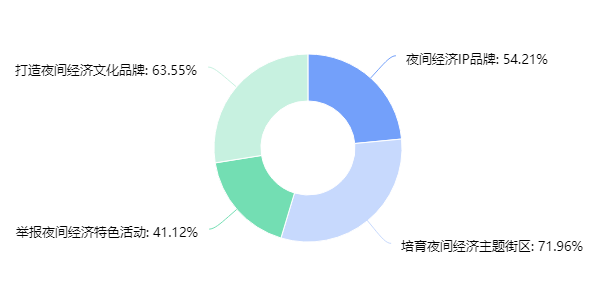 打造夜间经济文化品牌: 63.55%
夜间经济IP品牌: 54.21%
举报夜间经济特色活动: 41.12%
培育夜间经济主题街区: 71.96%